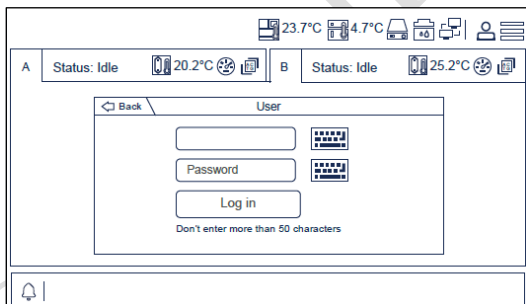 23.7°C 4.7°C
A Status: Idle 20.2°C B Status: Idle 25.2°C
Back User
Password
Log in
Don't enter more than 50 characters